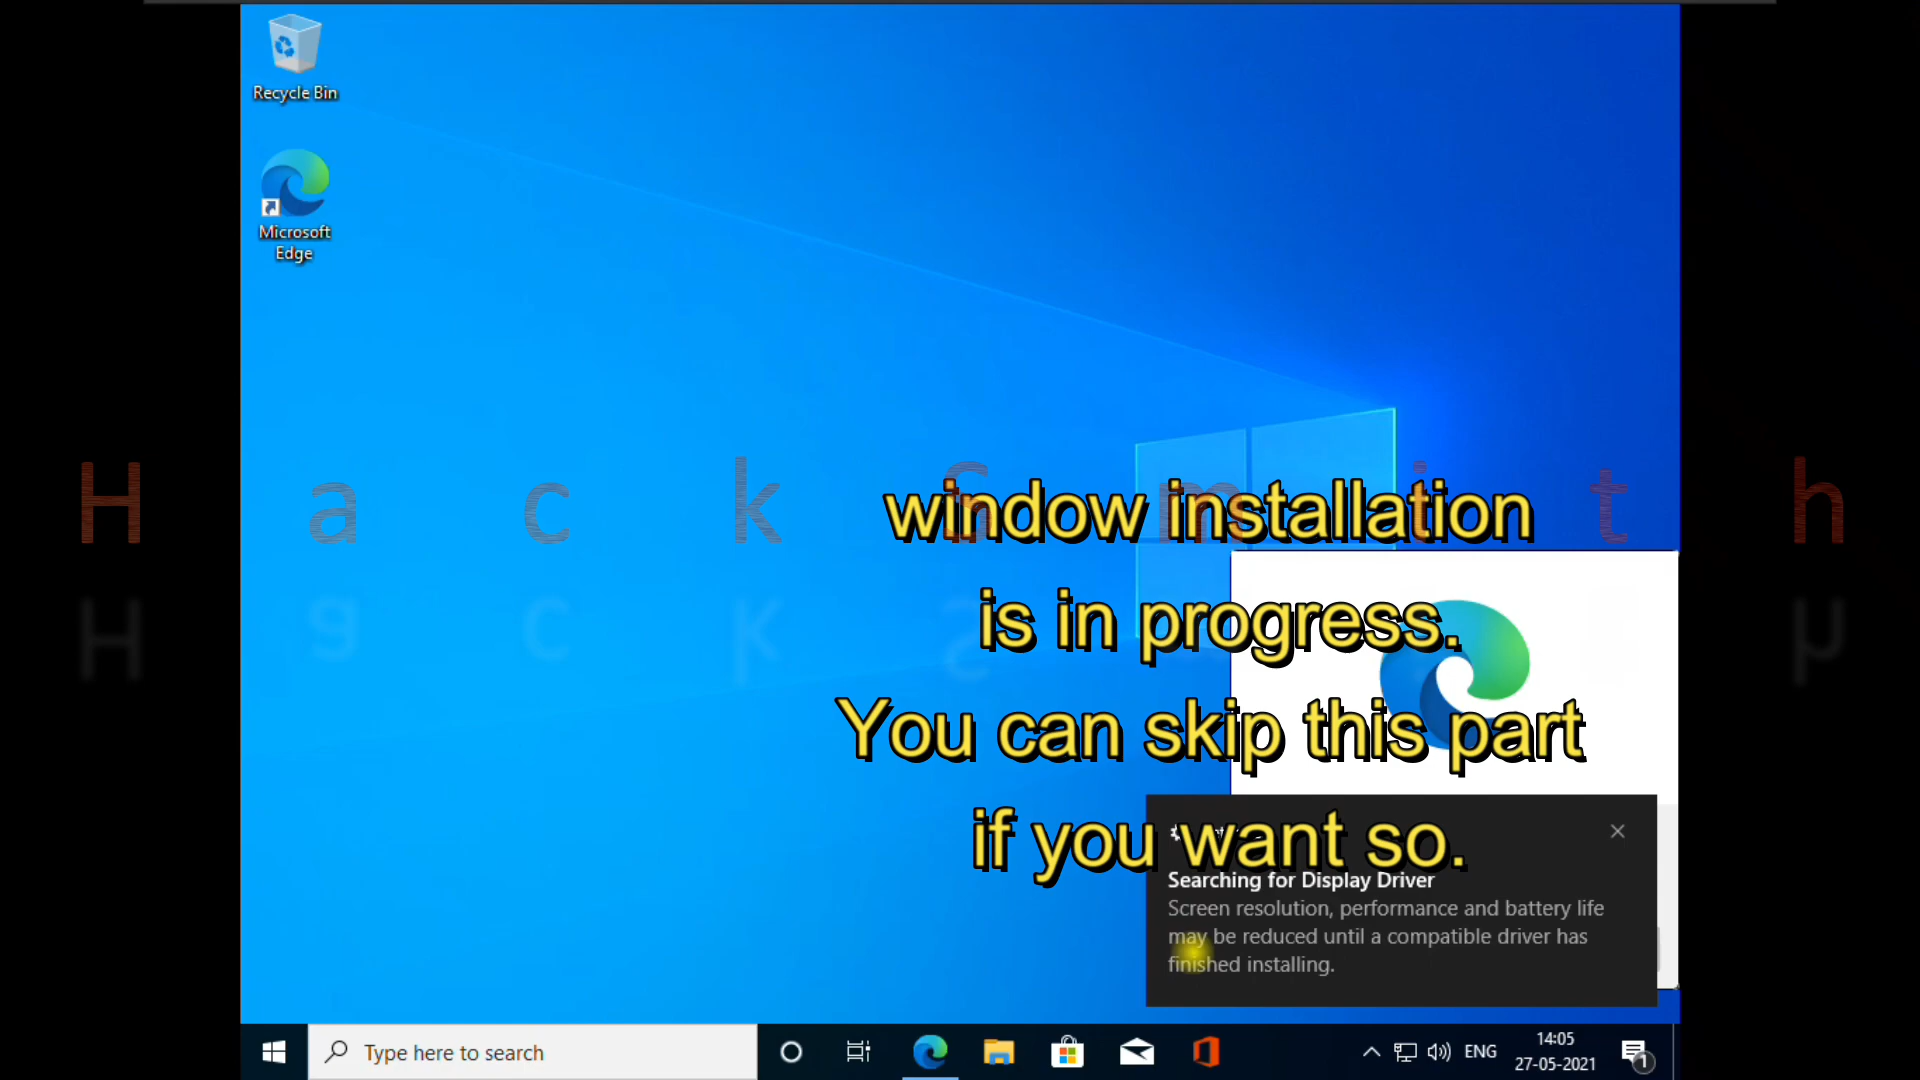 Recycle Bin
Microsoft
Edge
H a c k s m i t h
window installation
is in progress.
You can skip this part
if you want so.
Searching for Display Driver
Screen resolution, performance and battery life
may be reduced until a compatible driver has
finished installing.
Type here to search
ENG
14:05
27-05-2021
1